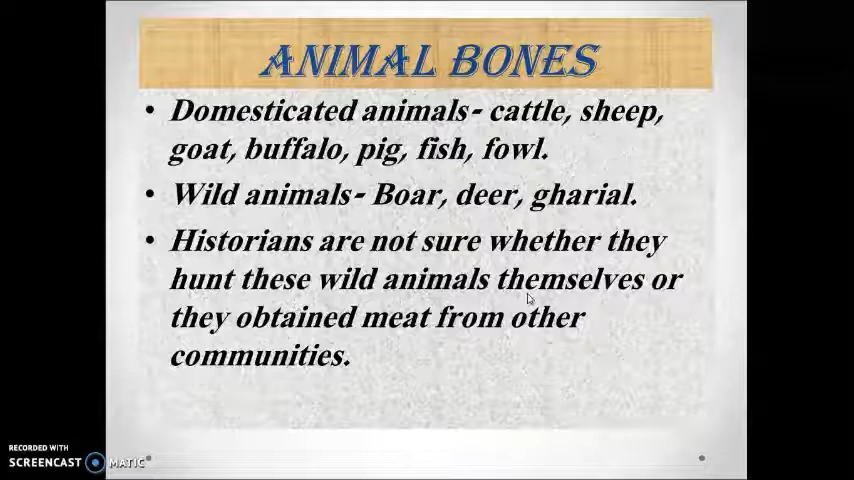 ANIMAL BONES
• Domesticated animals- cattle, sheep,
goat, buffalo, pig, fish, fowl.
• Wild animals- Boar, deer, gharial.
• Historians are not sure whether they
hunt these wild animals themselves or
they obtained meat from other
communities.
RECORDED WITH
SCREENCAST MATIC